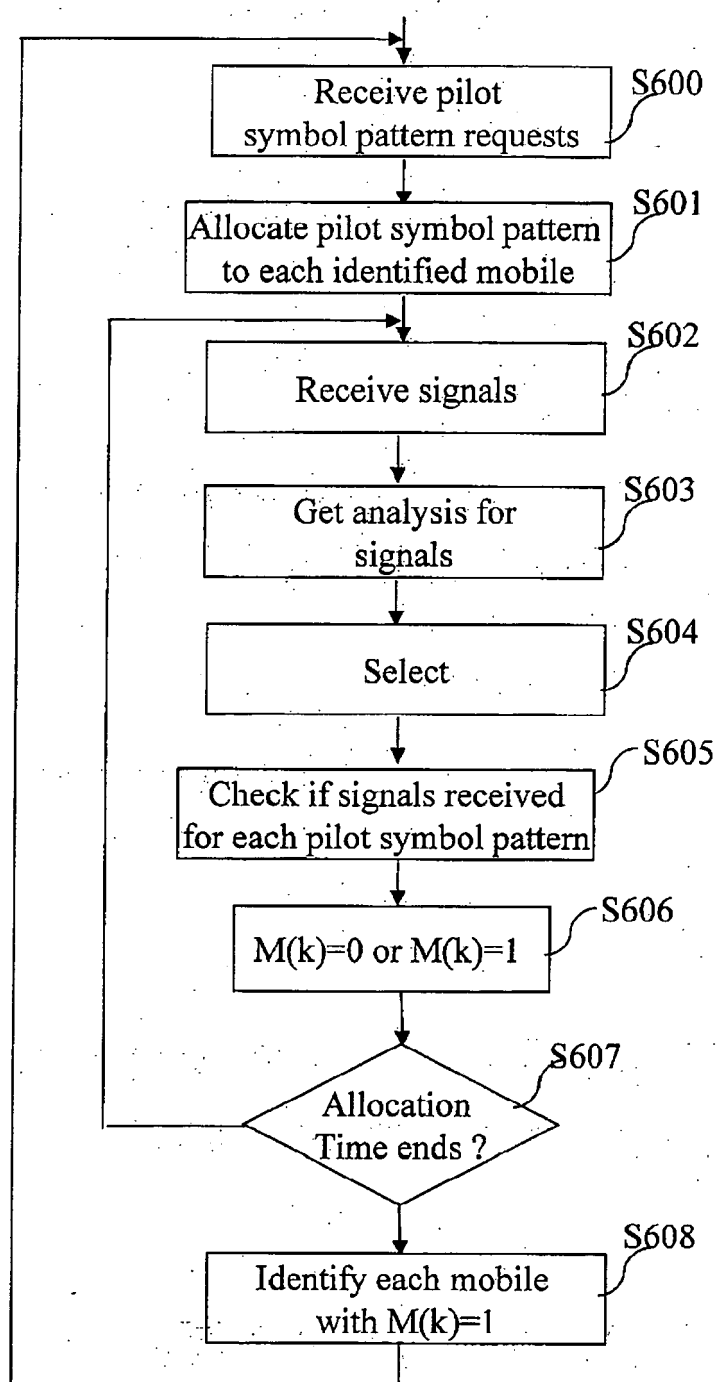 Receive pilot
symbol pattern requests
S600
Allocate pilot symbol pattern
to each identified mobile
S601
Receive signals
S602
Get analysis for
signals
S603
Select
S604
Check if signals received
for each pilot symbol pattern
S605
M(k)=0 or M(k)=1
S606
Allocation
Time ends ?
S607
Identify each mobile
with M(k)=1
S608